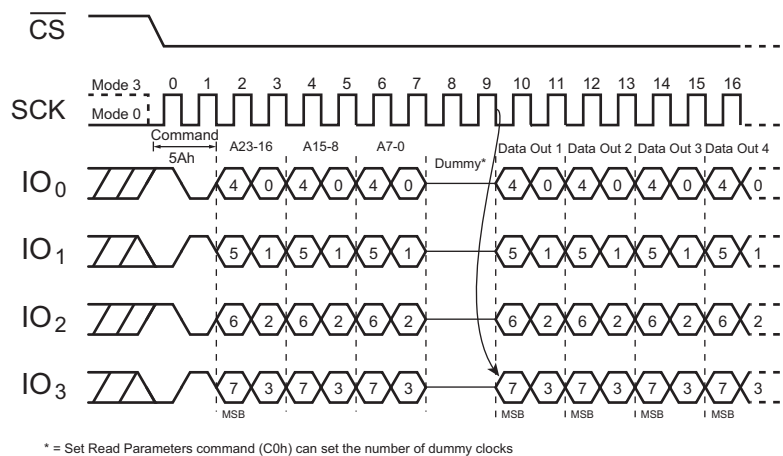 CS
Mode 3 0 1 2 3 4 5 6 7 8 9 10 11 12 13 14 15 16
SCK
Mode 0
Command A23-16 A15-8 A7-0 Dummy* Data Out 1 Data Out 2 Data Out 3 Data Out 4
5Ah
IO0 4 0 4 0 4 0 4 0 4 0 4 0 4 0
IO1 5 1 5 1 5 1 5 1 5 1 5 1 5 1
IO2 6 2 6 2 6 2 6 2 6 2 6 2 6 2
IO3 7 3 7 3 7 3 7 3 7 3 7 3 7 3
MSB MSB MSB MSB MSB
* = Set Read Parameters command (C0h) can set the number of dummy clocks